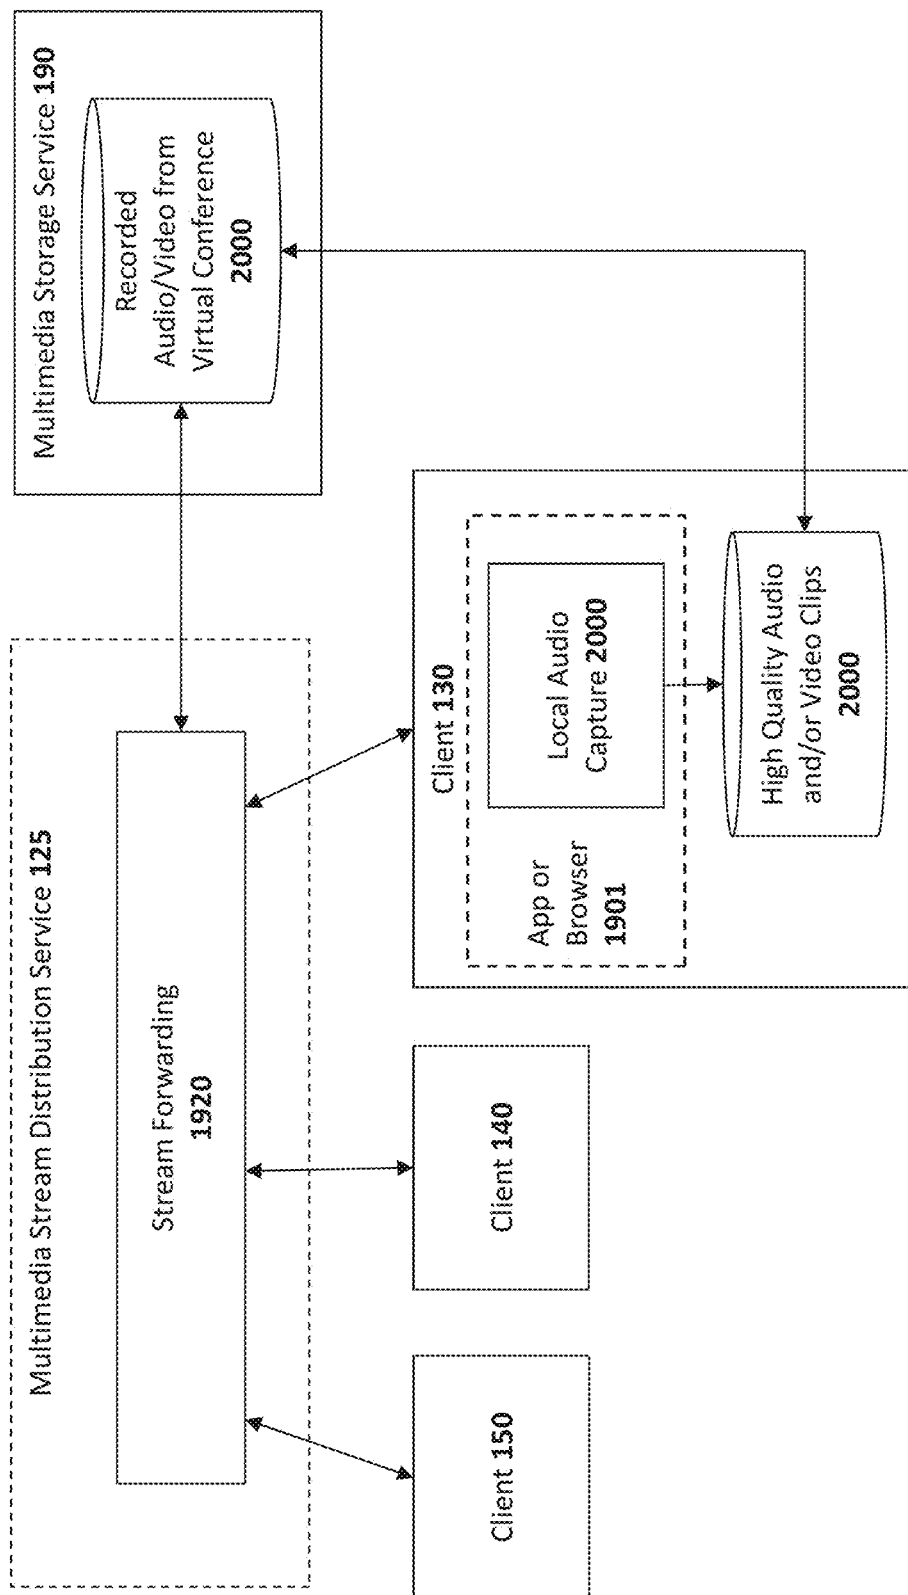 Multimedia Stream Distribution Service 125
Stream Forwarding
1920
Multimedia Storage Service 190
Recorded
Audio/Video from
Virtual Conference
2000
Client 150
Client 140
Client 130
App or
Browser
1901
Local Audio
Capture 2000
High Quality Audio
and/or Video Clips
2000